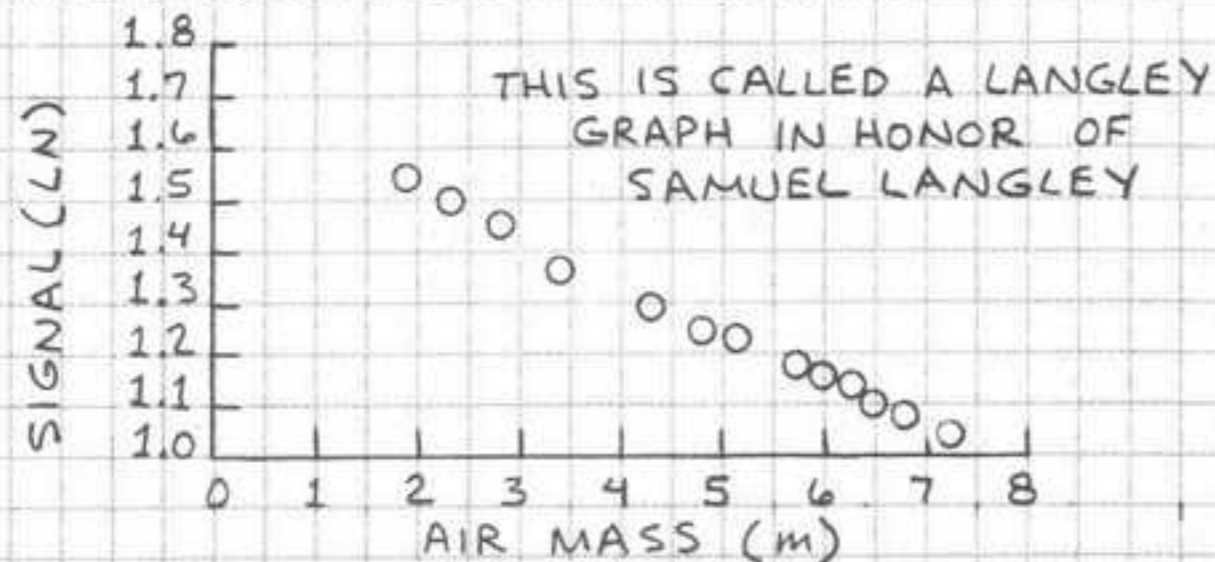 1.8
1.7
1.6
1.5
1.4
1.3
1.2
1.1
1.0
SIGNAL (LN)
THIS IS CALLED A LANGLEY
GRAPH IN HONOR OF
SAMUEL LANGLEY
0 1 2 3 4 5 6 7 8
AIR MASS (m)